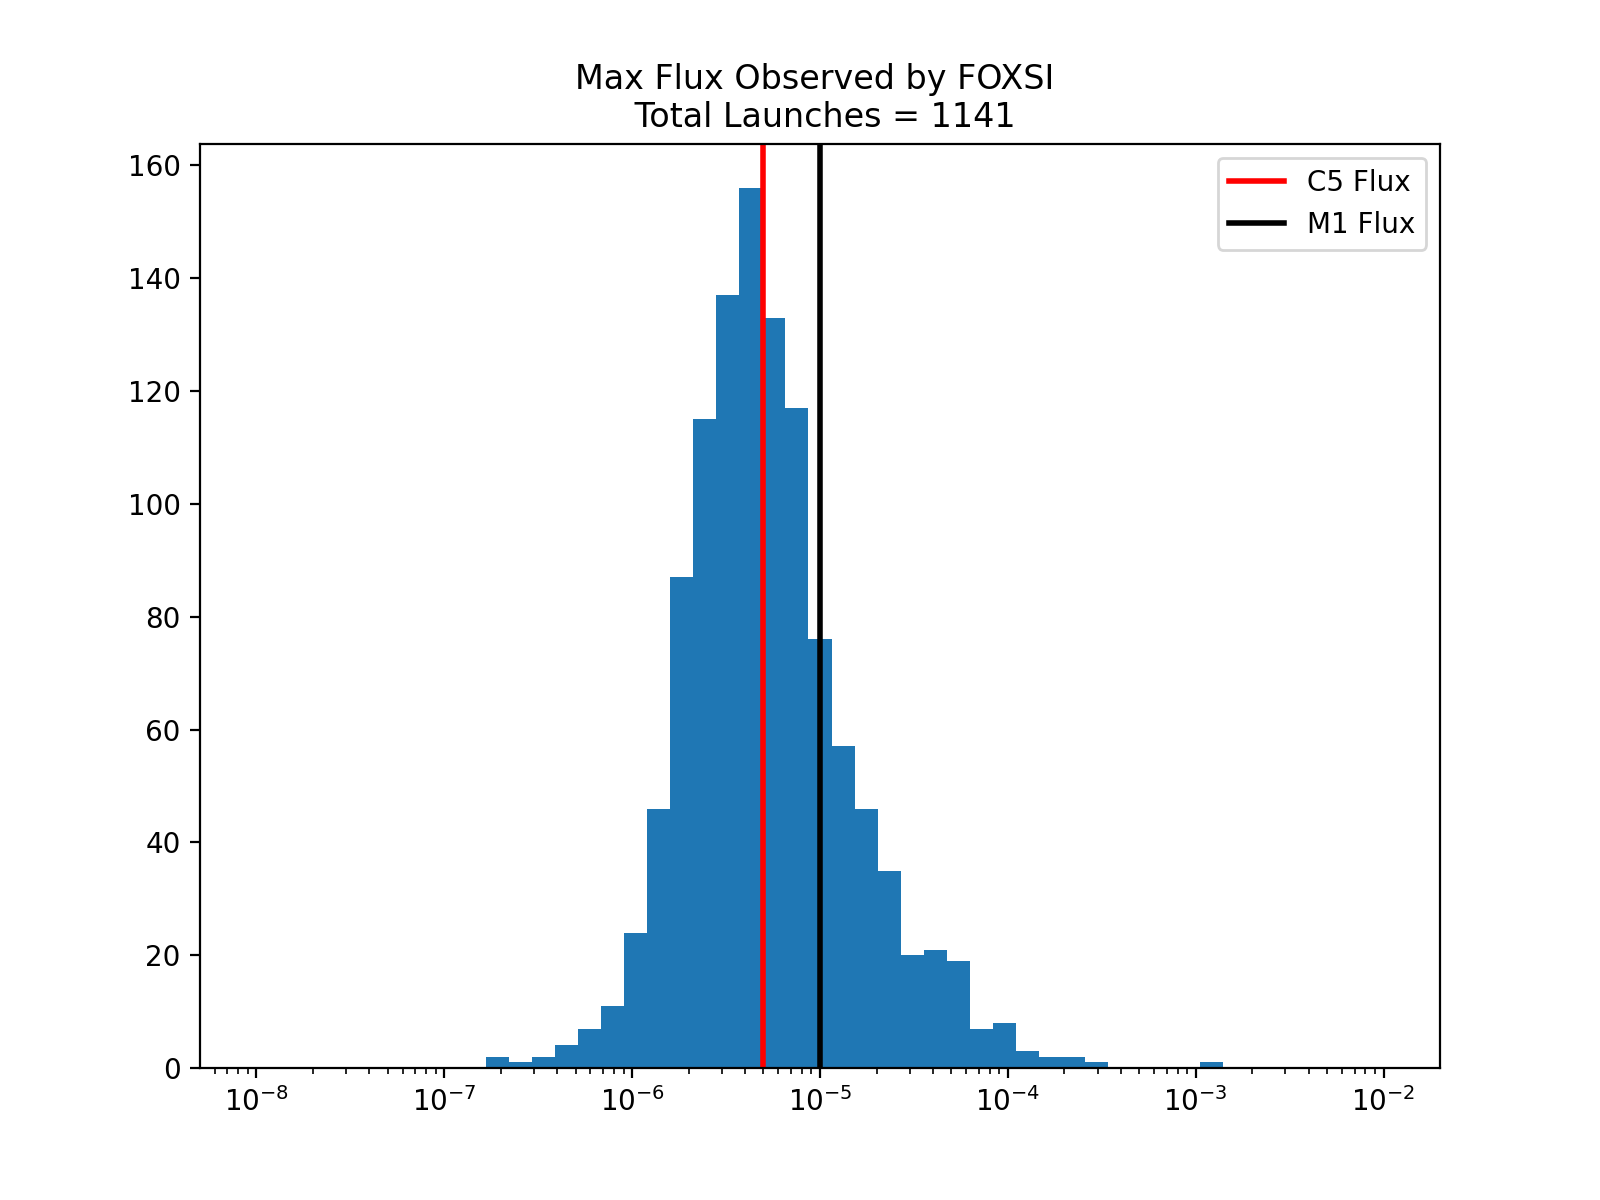 Max Flux Observed by FOXSI
Total Launches = 1141
C5 Flux
M1 Flux
160
140
120
100
80
60
40
20
0
10⁻⁸ 10⁻⁷ 10⁻⁶ 10⁻⁵ 10⁻⁴ 10⁻³ 10⁻²